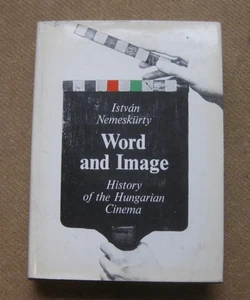 István
Nemeskürty
Word
and Image
History
of the Hungarian
Cinema